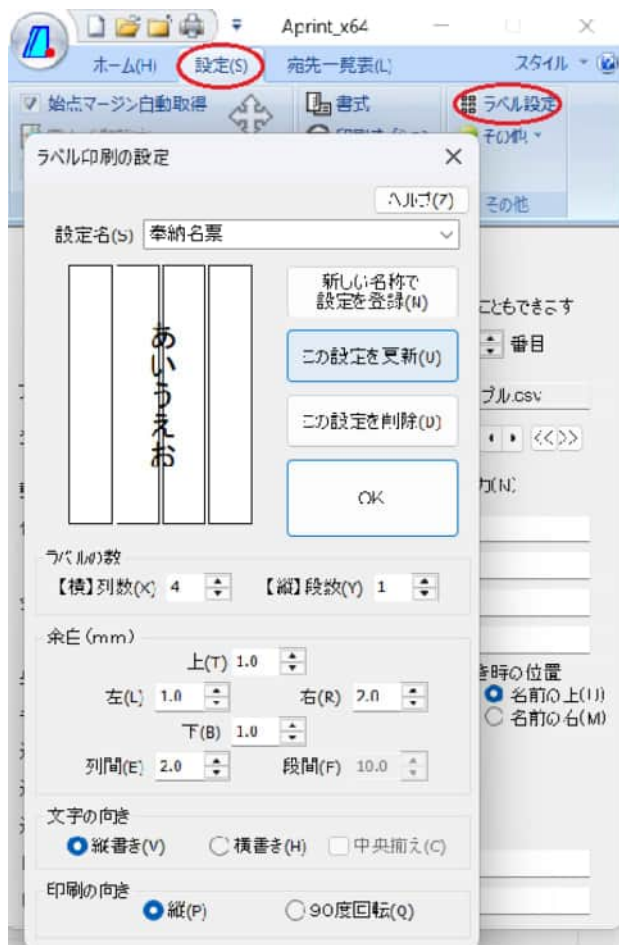 Aprint_x64
ホーム(H) 設定(S) 宛先一覧表(L) スタイル
始点マージン自動取得 書式 ラベル設定
その他
その他
ラベル印刷の設定
ヘルプ(Z)
設定名(S) 奉納名票
新しい名称で
設定を登録(N)
あいうえお
この設定を更新(U)
この設定を削除(D)
OK
こともできます
番目
プル.csv
<<>>
力(N)
ラベルの数
【横】列数(X) 4 【縦】段数(Y) 1
余白(mm)
上(T) 1.0
左(L) 1.0 右(R) 2.0
下(B) 1.0
列間(E) 2.0 段間(F) 10.0
き時の位置
名前の上(U)
名前の右(M)
文字の向き
縦書き(V) 横書き(H) 中央揃え(C)
印刷の向き
縦(P) 90度回転(Q)